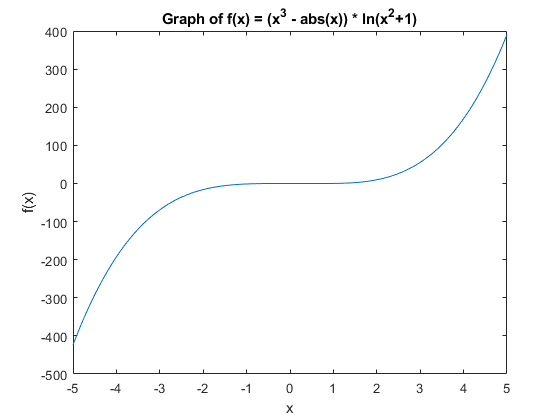 Graph of f(x) = (x³ - abs(x)) * ln(x²+1)
400
300
200
100
0
-100
-200
-300
-400
-500
f(x)
-5 -4 -3 -2 -1 0 1 2 3 4 5
x